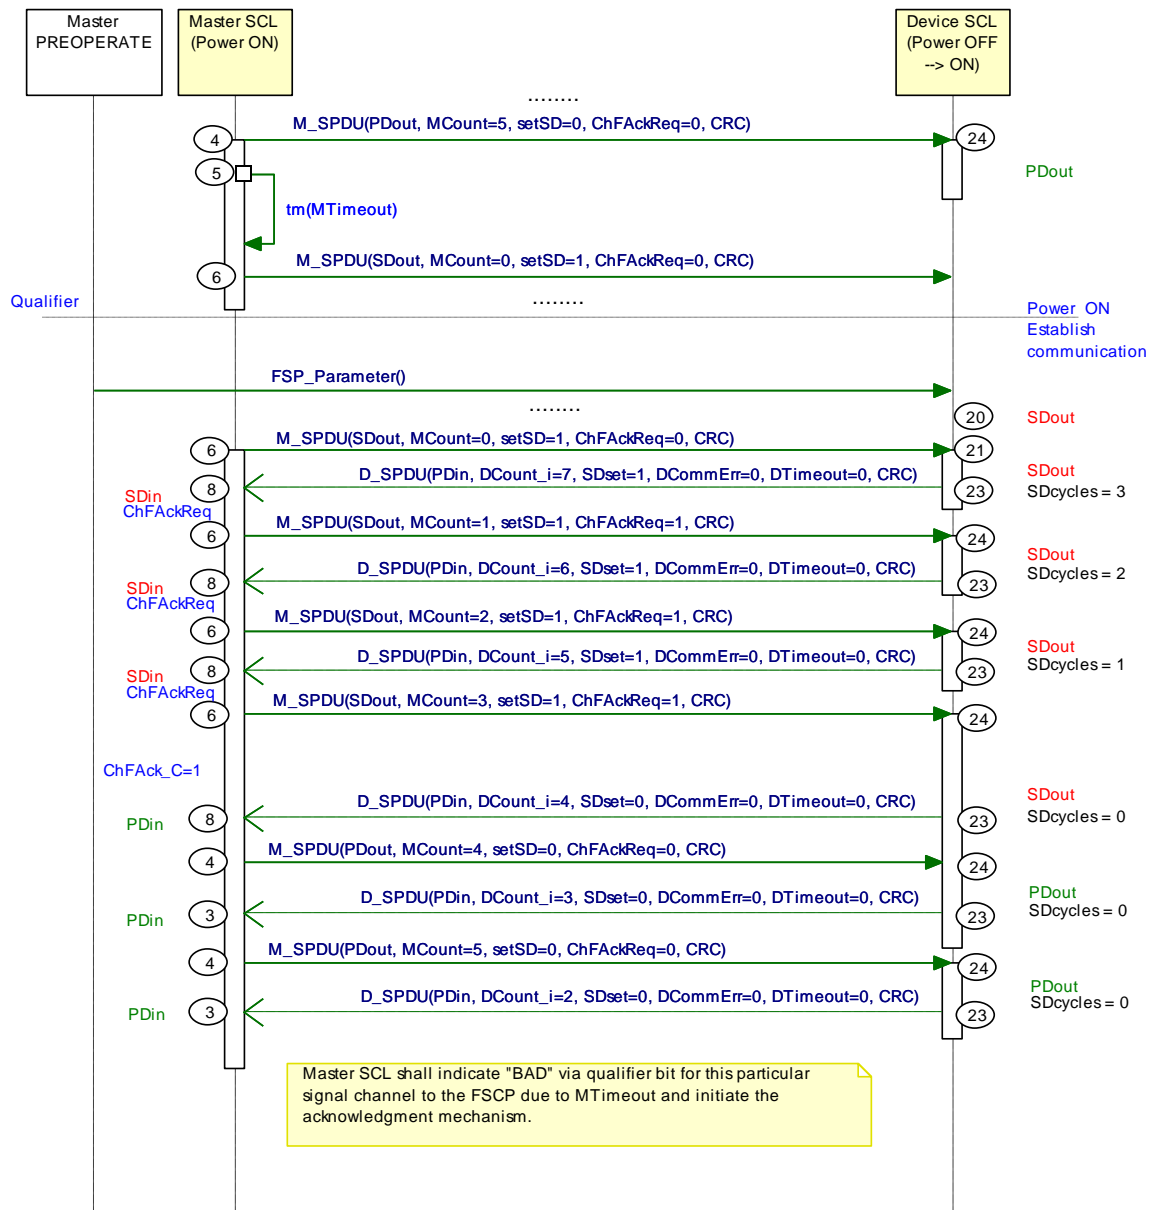 Master
PREOPERATE
Master SCL
(Power ON)
Device SCL
(Power OFF
--> ON)
........
M_SPDU(PDout, MCount=5, setSD=0, ChFAckReq=0, CRC)
4
24
5
PDout
tm(MTimeout)
M_SPDU(SDout, MCount=0, setSD=1, ChFAckReq=0, CRC)
6
Qualifier
........
Power ON
Establish
communication
FSP_Parameter()
........
20
SDout
M_SPDU(SDout, MCount=0, setSD=1, ChFAckReq=0, CRC)
6
21
D_SPDU(PDin, DCount_i=7, SDset=1, DCommErr=0, DTimeout=0, CRC)
SDout
SDin
8
23
SDcycles = 3
ChFAckReq
M_SPDU(SDout, MCount=1, setSD=1, ChFAckReq=1, CRC)
6
24
SDout
D_SPDU(PDin, DCount_i=6, SDset=1, DCommErr=0, DTimeout=0, CRC)
SDcycles = 2
SDin
8
23
ChFAckReq
M_SPDU(SDout, MCount=2, setSD=1, ChFAckReq=1, CRC)
6
24
SDout
D_SPDU(PDin, DCount_i=5, SDset=1, DCommErr=0, DTimeout=0, CRC)
SDcycles = 1
SDin
8
23
ChFAckReq
M_SPDU(SDout, MCount=3, setSD=1, ChFAckReq=1, CRC)
6
24
ChFAck_C=1
D_SPDU(PDin, DCount_i=4, SDset=0, DCommErr=0, DTimeout=0, CRC)
SDout
PDin
8
23
SDcycles = 0
M_SPDU(PDout, MCount=4, setSD=0, ChFAckReq=0, CRC)
4
24
D_SPDU(PDin, DCount_i=3, SDset=0, DCommErr=0, DTimeout=0, CRC)
PDout
PDin
3
23
SDcycles = 0
M_SPDU(PDout, MCount=5, setSD=0, ChFAckReq=0, CRC)
4
24
D_SPDU(PDin, DCount_i=2, SDset=0, DCommErr=0, DTimeout=0, CRC)
PDout
PDin
3
23
SDcycles = 0
Master SCL shall indicate "BAD" via qualifier bit for this particular
signal channel to the FSCP due to MTimeout and initiate the
acknowledgment mechanism.